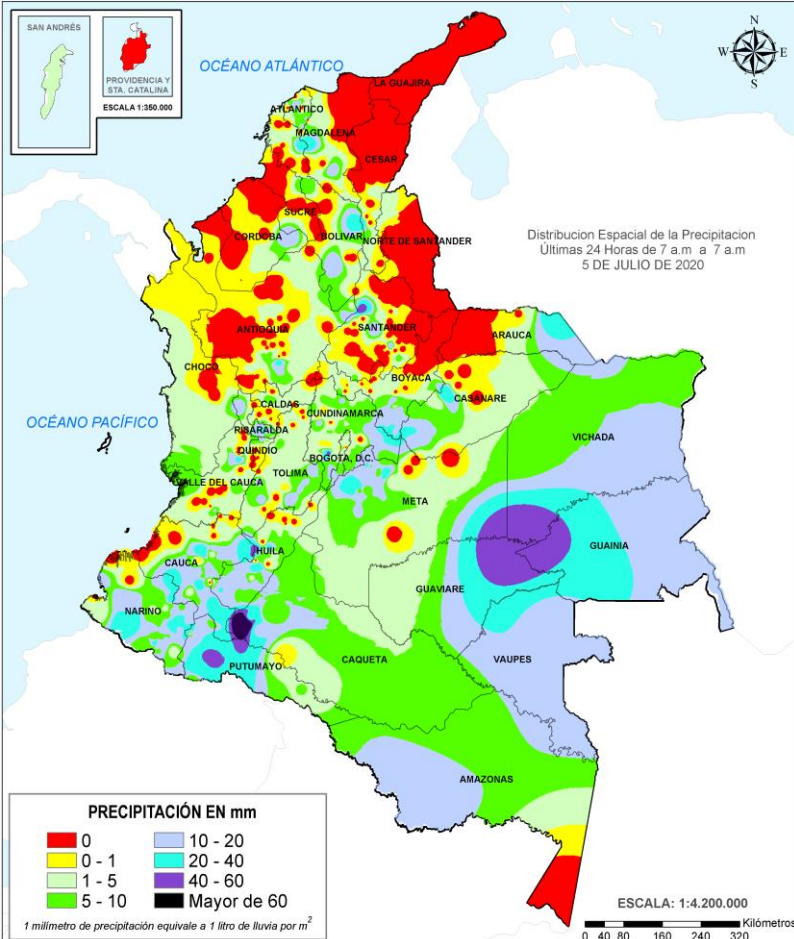 SAN ANDRÉS
PROVIDENCIA Y
STA. CATALINA
ESCALA 1:350.000
OCÉANO ATLÁNTICO
N
W
E
S
LA GUAJIRA
ATLANTICO
MAGDALENA
CESAR
SUCRE
CORDOBA
BOLIVAR
NORTE DE SANTANDER
Distribucion Espacial de la Precipitacion
Últimas 24 Horas de 7 a.m a 7 a.m
5 DE JULIO DE 2020
ANTIOQUIA
SANTANDER
ARAUCA
CHOCO
BOYACA
CASANARE
CALDAS
CUNDINAMARCA
OCÉANO PACÍFICO
RISARALDA
VICHADA
QUINDIO
BOGOTA, D.C.
TOLIMA
VALLE DEL CAUCA
META
GUAINIA
HUILA
CAUCA
GUAVIARE
NARINO
CAQUETA
VAUPES
PUTUMAYO
AMAZONAS
PRECIPITACIÓN EN mm
0
10 - 20
0 - 1
20 - 40
1 - 5
40 - 60
5 - 10
Mayor de 60
1 milímetro de precipitación equivale a 1 litro de lluvia por m²
ESCALA: 1:4.200.000
Kilómetros
0 40 80 160 240 320